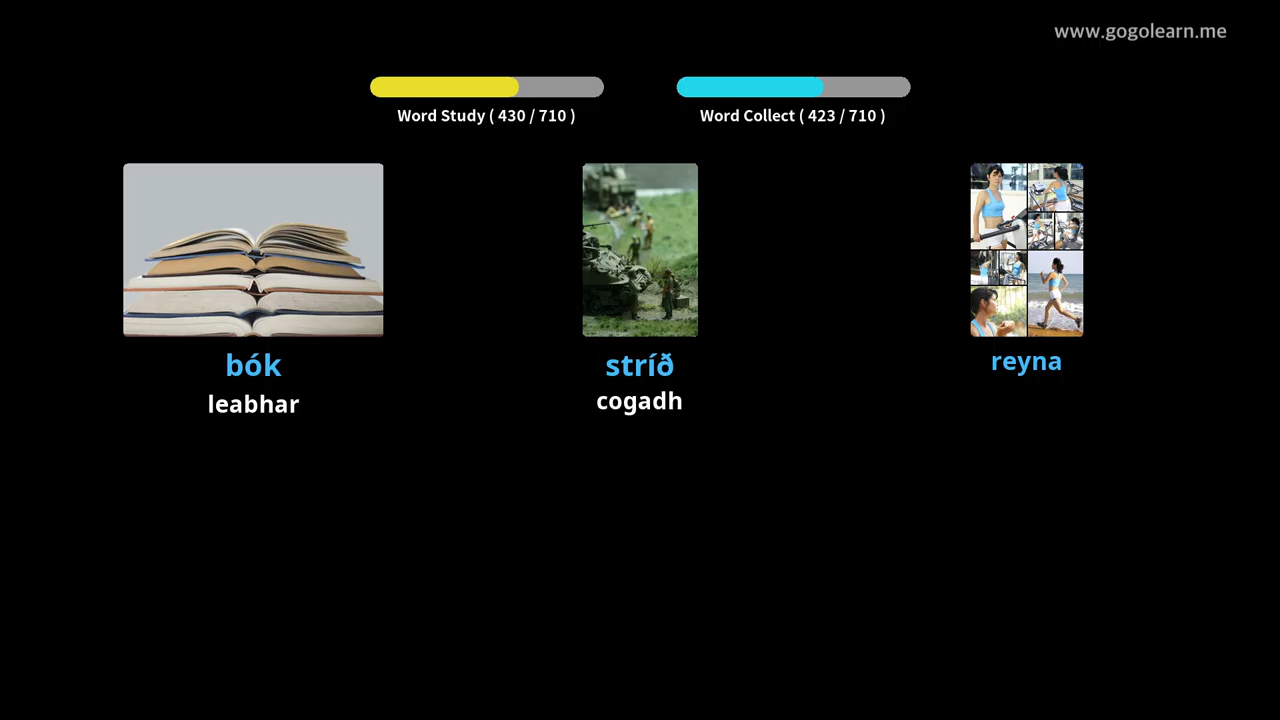 www.gogolearn.me
Word Study ( 430 / 710 )
Word Collect ( 423 / 710 )
bók
stríð
reyna
leabhar
cogadh